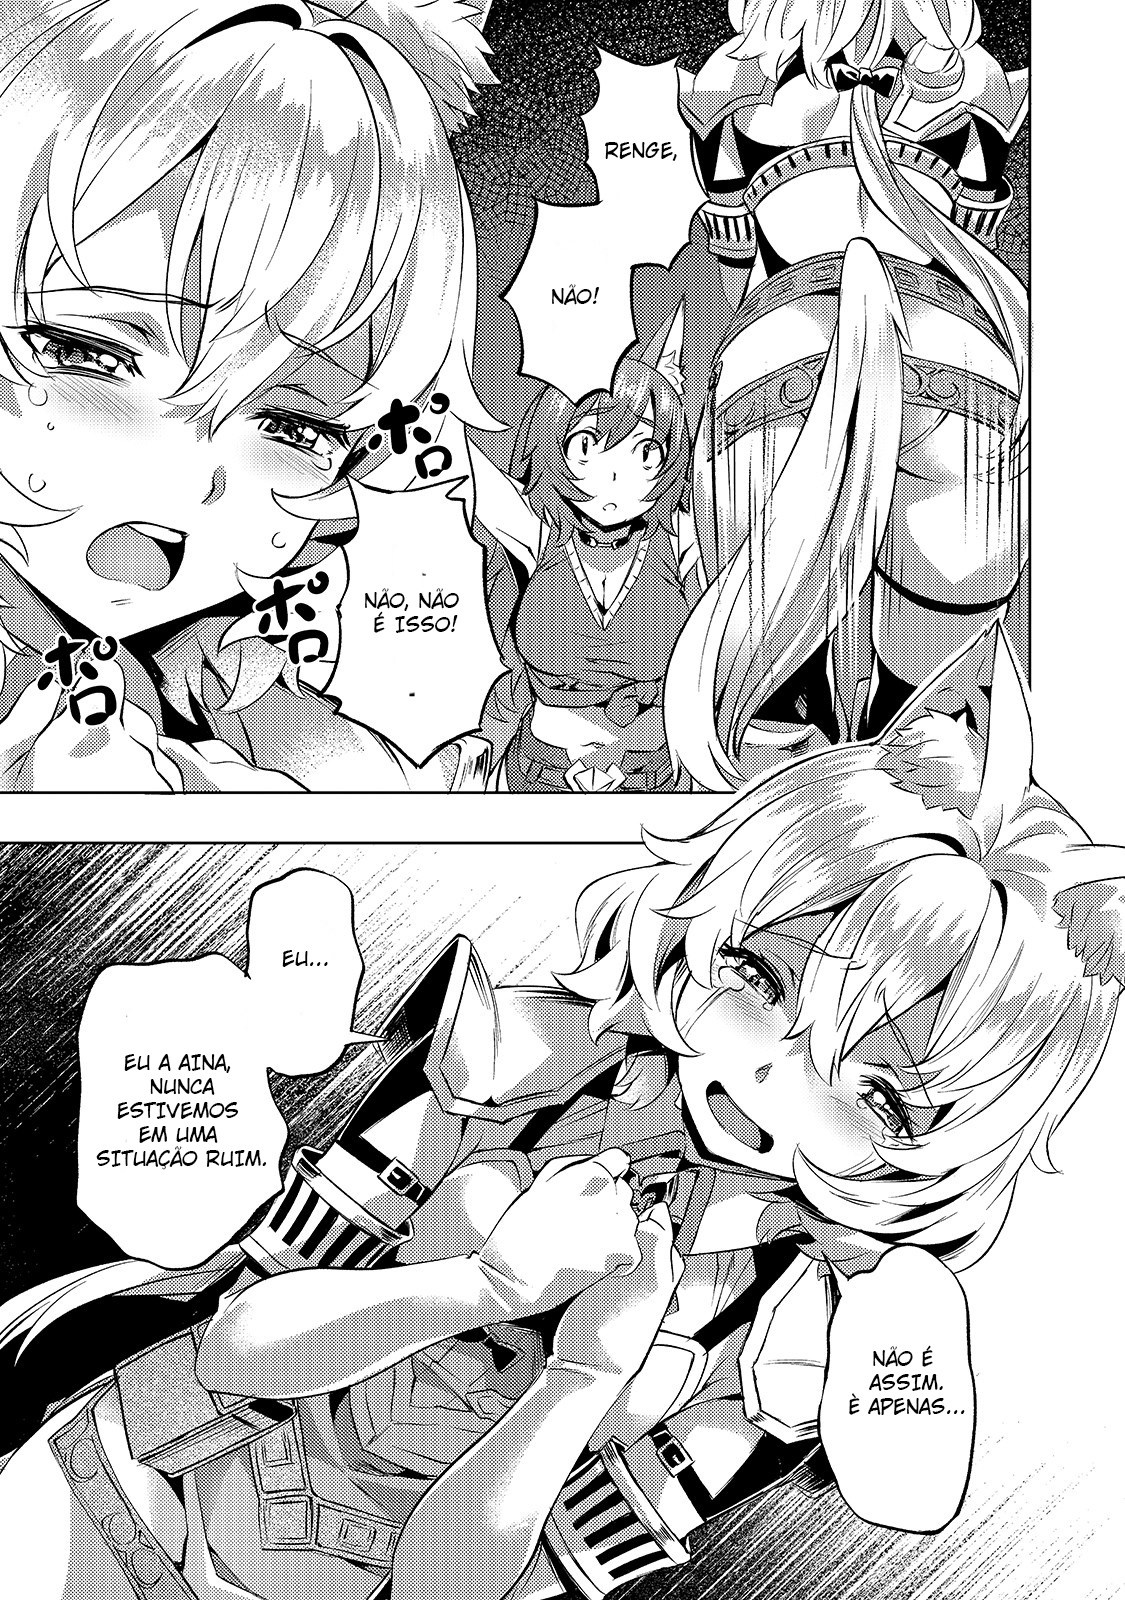 RENGE,
NÃO!
ポロ
NÃO, NÃO
É ISSO!
ポロ
ポロ
EU...
EU A AINA,
NUNCA
ESTIVEMOS
EM UMA
SITUAÇÃO RUIM.
NÃO É
ASSIM.
È APENAS...